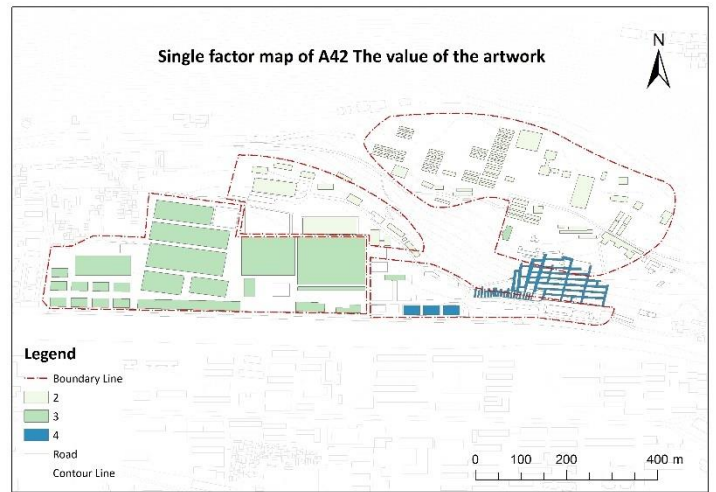 Single factor map of A42 The value of the artwork
N
Legend
Boundary Line
2
3
4
Road
Contour Line
0 100 200 400 m